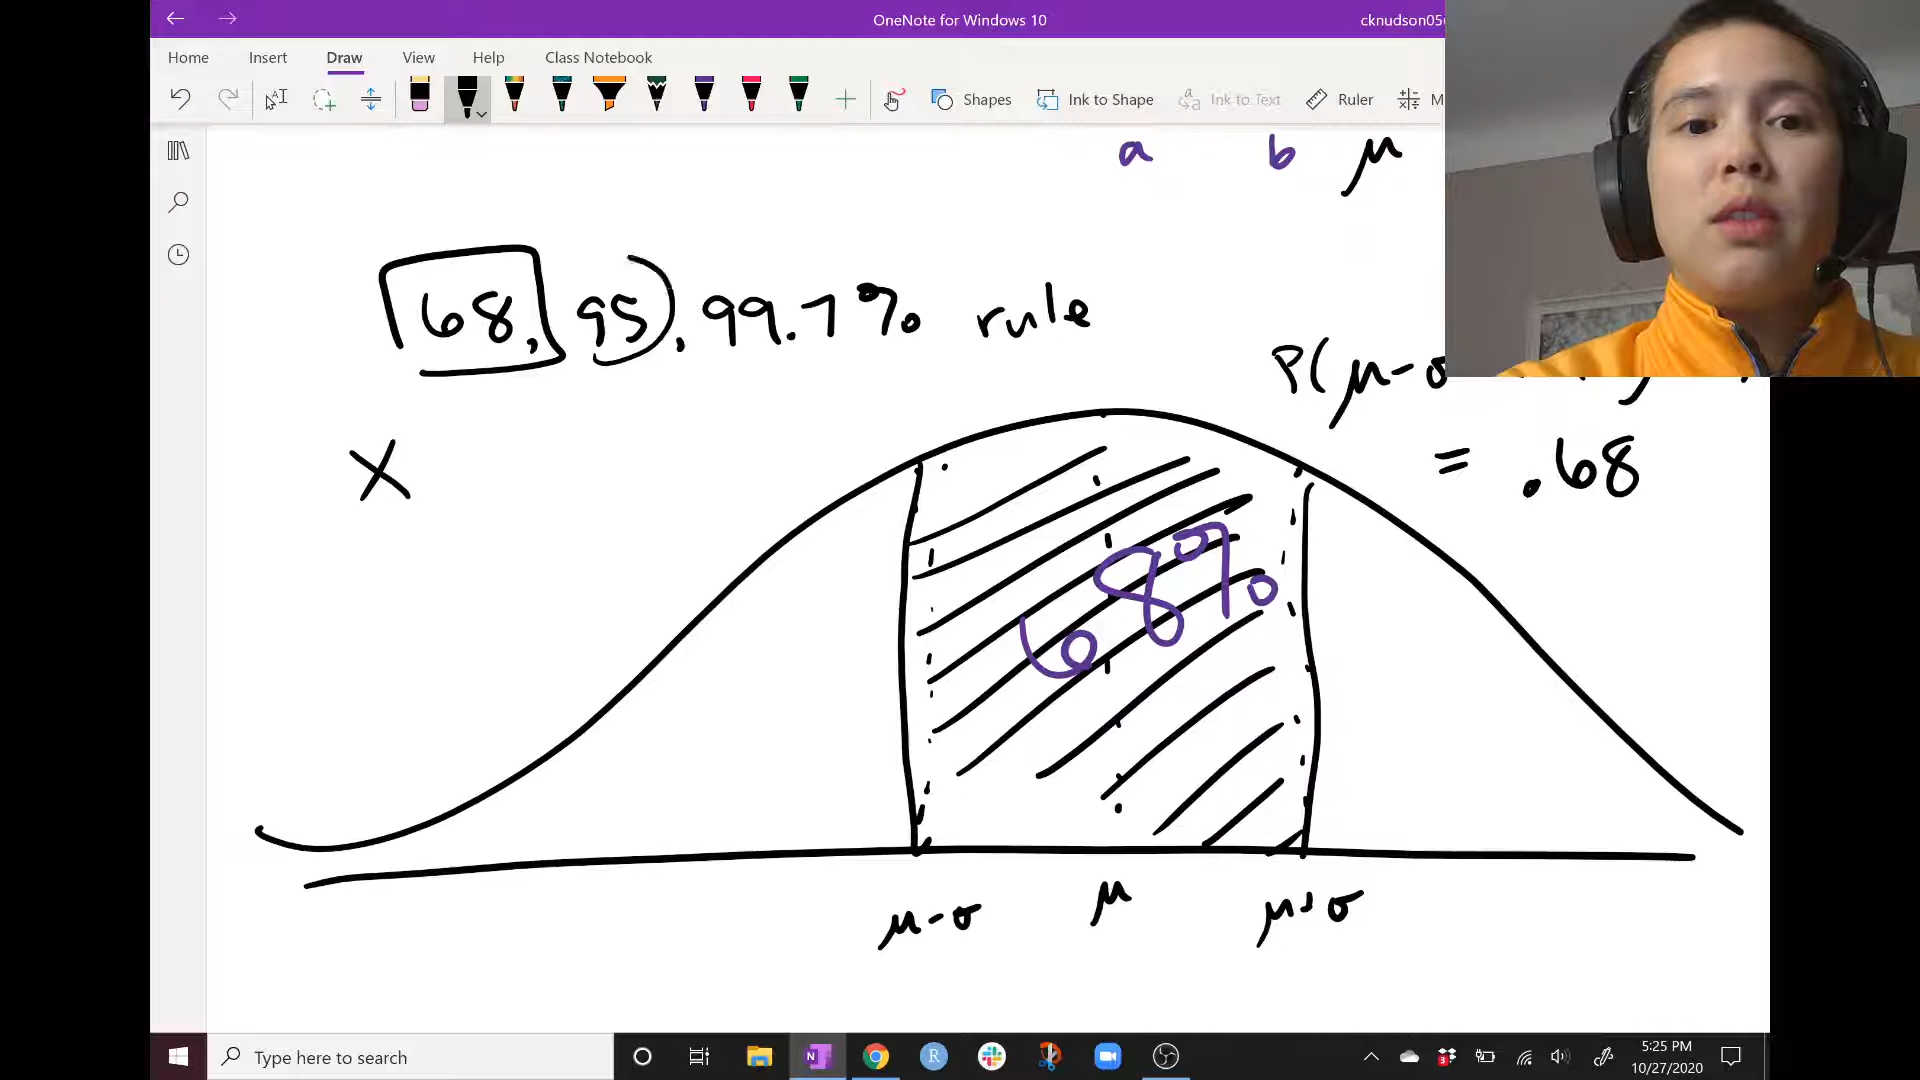 OneNote for Windows 10
cknudson05
Home Insert Draw View Help Class Notebook
Shapes Ink to Shape Ink to Text Ruler M
a b μ
68, 95, 99.7% rule
P(μ-σ
= .68
X
68%
μ-σ μ μ+σ
Type here to search
5:25 PM
10/27/2020